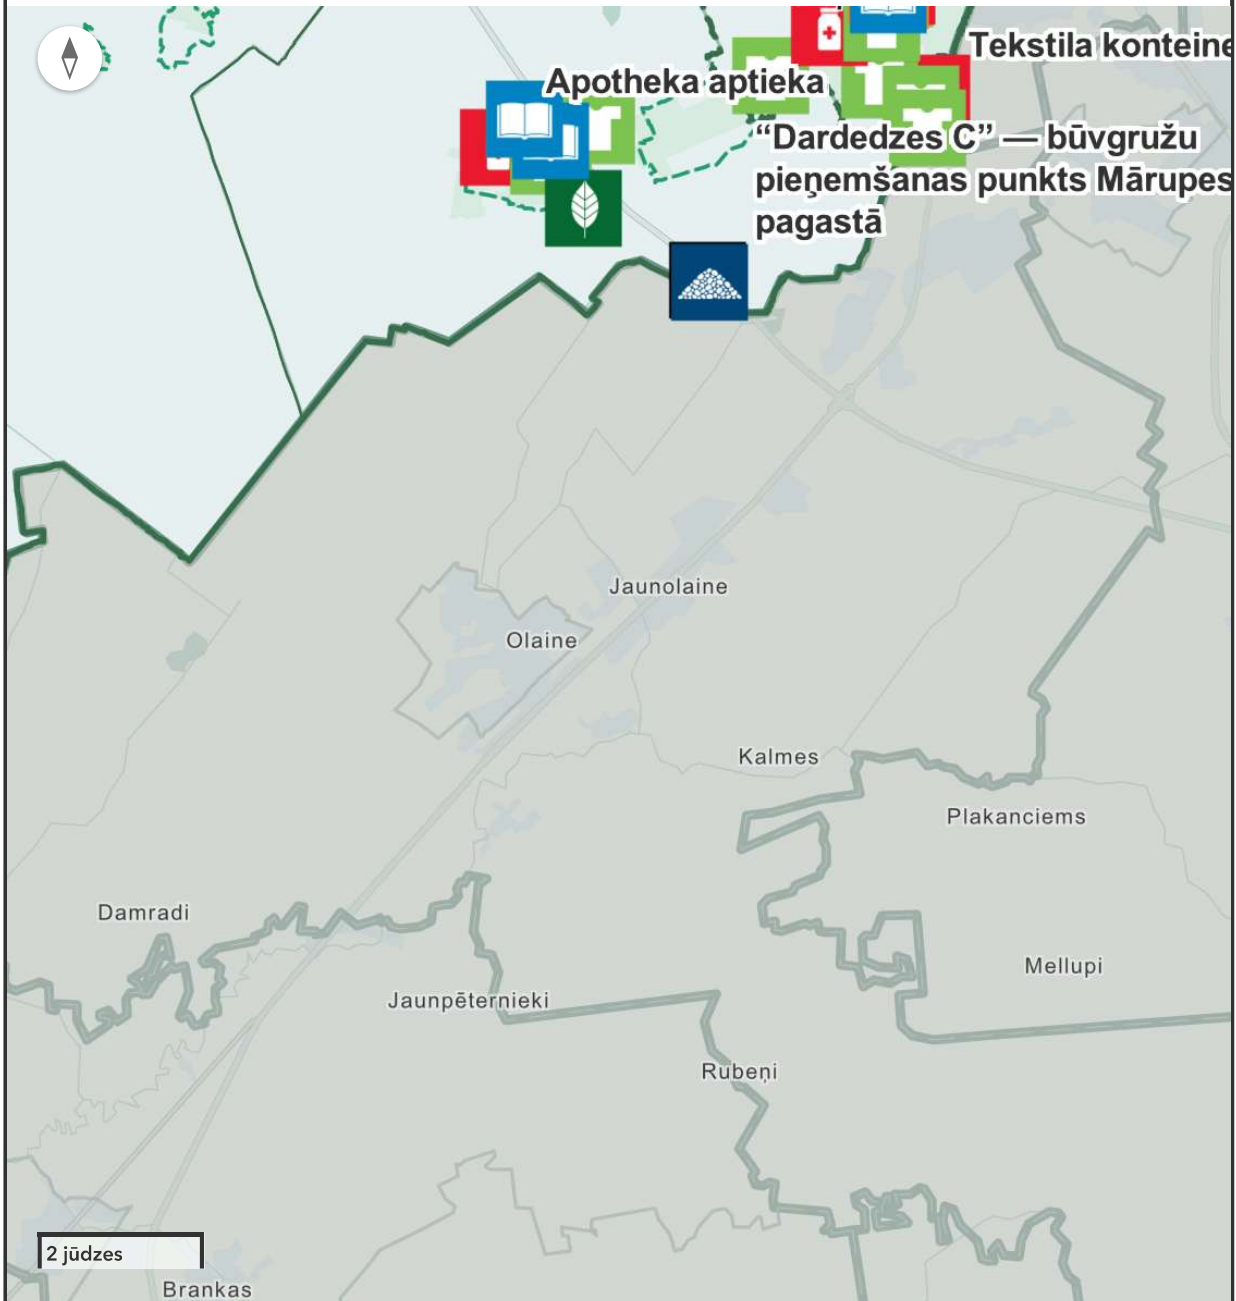 Tekstila konteine
Apotheka aptieka
“Dardedzes C” — būvgružu
pieņemšanas punkts Mārupes
pagastā
Jaunolaine
Olaine
Kalmes
Plakanciems
Damradi
Mellupi
Jaunpēternieki
Rubeņi
2 jūdzes
Brankas